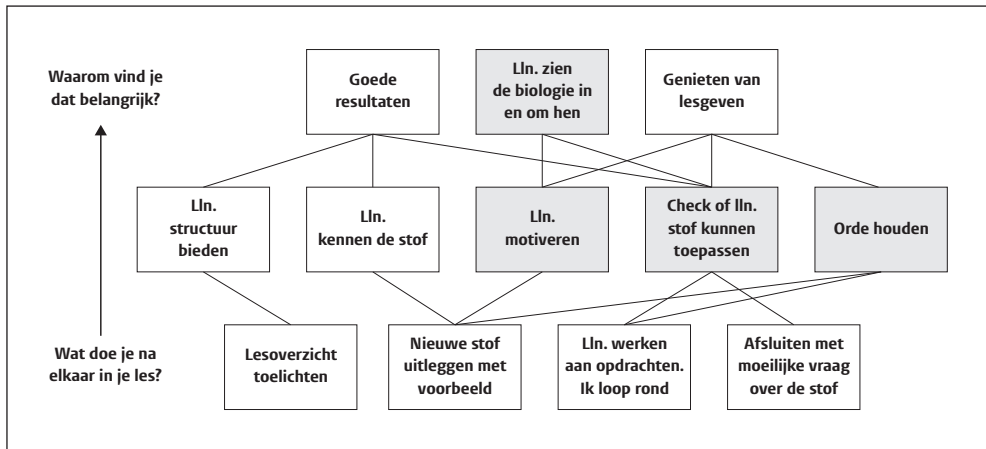 Waarom vind je
dat belangrijk?
Goede
resultaten
Lln. zien
de biologie in
en om hen
Genieten van
lesgeven
Lln.
structuur
bieden
Lln.
kennen de stof
Lln.
motiveren
Check of lln.
stof kunnen
toepassen
Orde houden
Wat doe je na
elkaar in je les?
Lesoverzicht
toelichten
Nieuwe stof
uitleggen met
voorbeeld
Lln. werken
aan opdrachten.
Ik loop rond
Afsluiten met
moeilijke vraag
over de stof